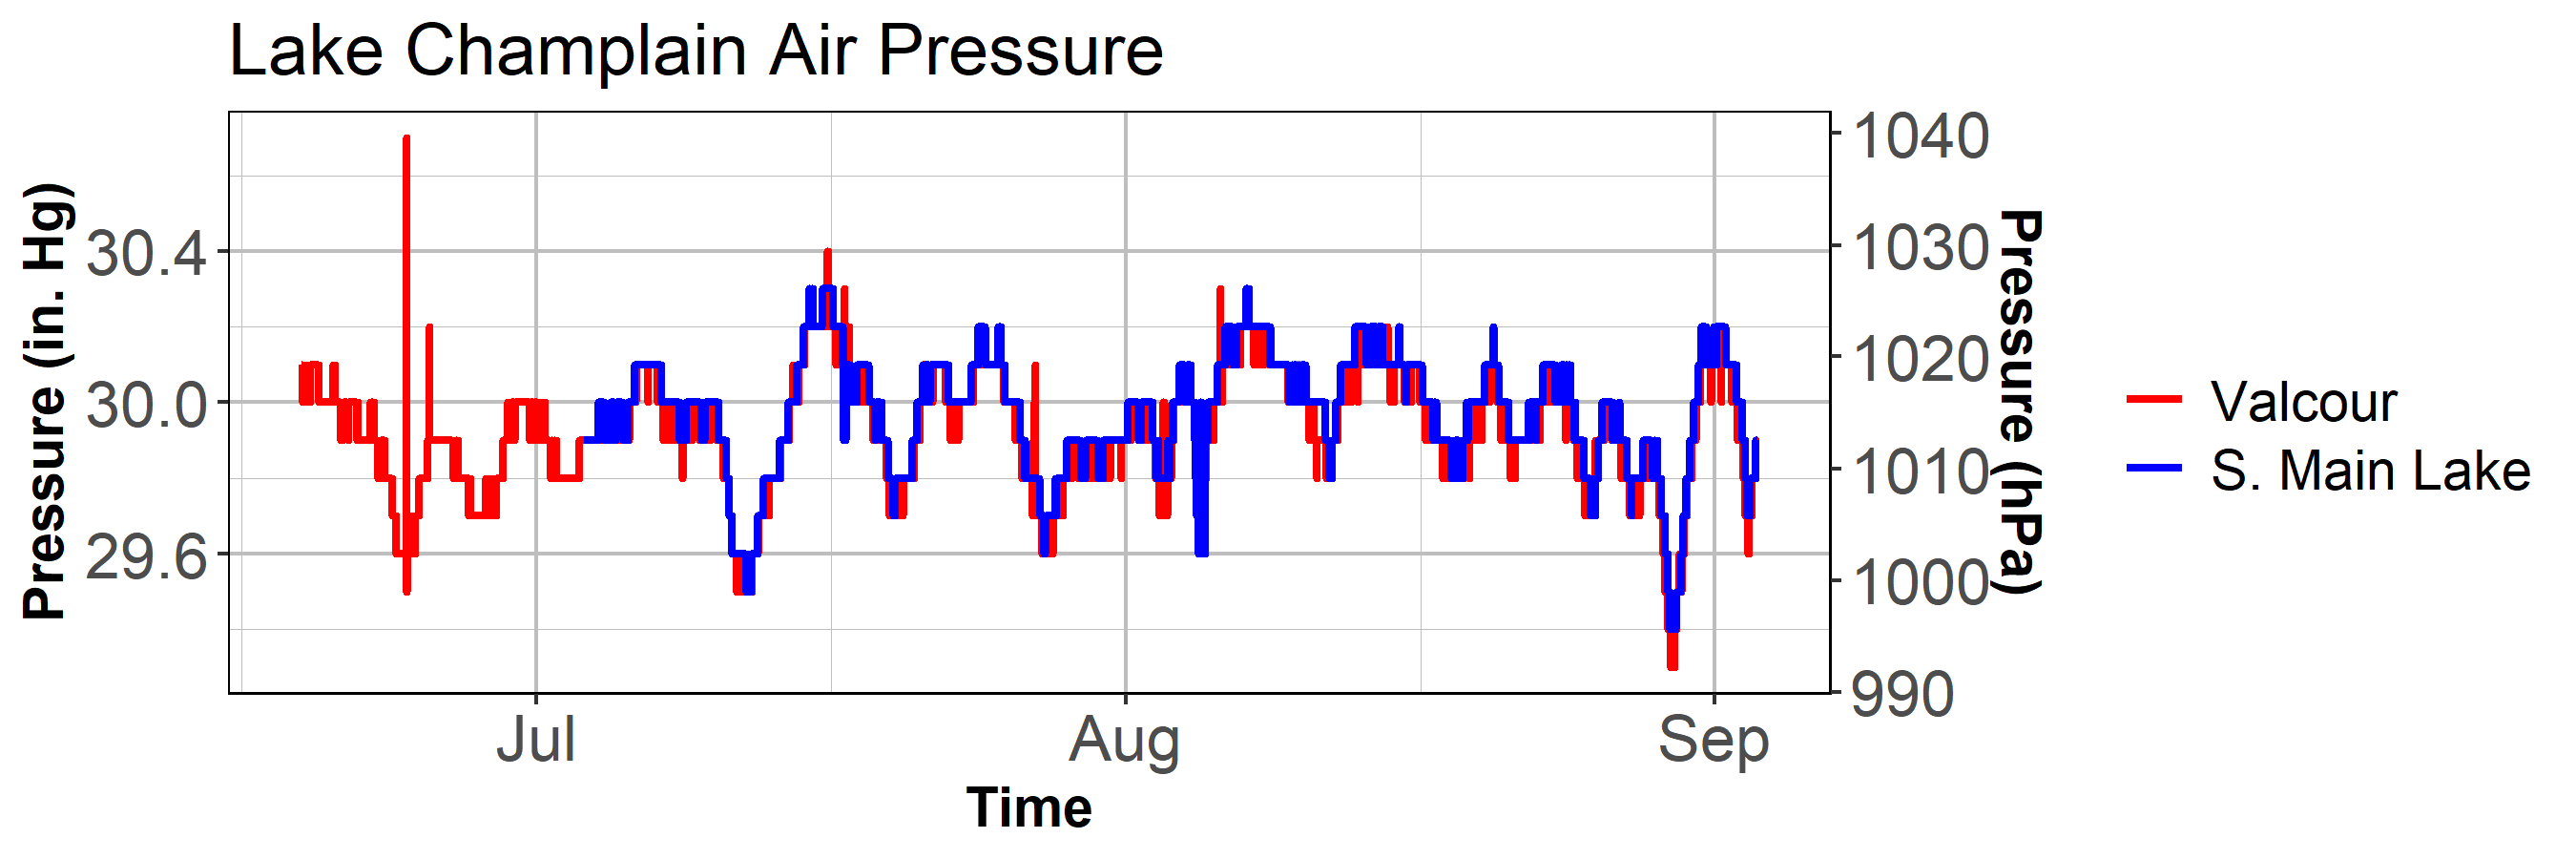 Lake Champlain Air Pressure
Pressure (in. Hg)
30.4
30.0
29.6
1040
1030
1020
1010
1000
990
Pressure (hPa)
Jul
Aug
Sep
Time
Valcour
S. Main Lake